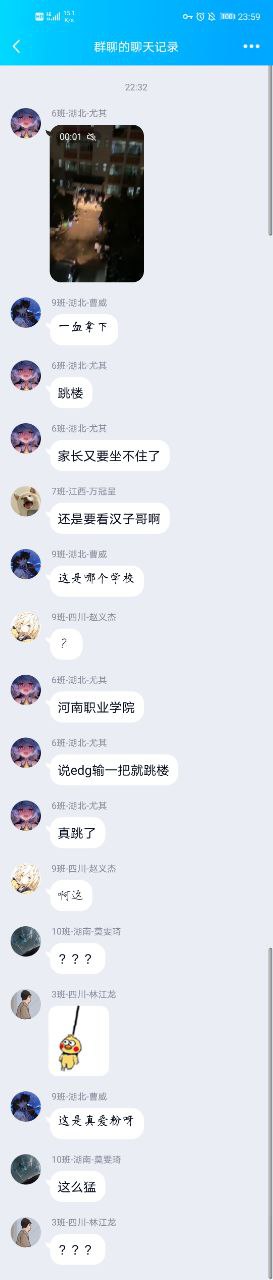 23:59
群聊的聊天记录
22:32
6班-湖北-尤其
00:01
9班-湖北-曹威
一血拿下
6班-湖北-尤其
跳楼
6班-湖北-尤其
家长又要坐不住了
7班-江西-万冠呈
还是要看汉子哥啊
9班-湖北-曹威
这是哪个学校
9班-四川-赵义杰
?
6班-湖北-尤其
河南职业学院
6班-湖北-尤其
说edg输一把就跳楼
6班-湖北-尤其
真跳了
9班-四川-赵义杰
啊这
10班-湖南-莫雯琦
？？？
3班-四川-林江龙
9班-湖北-曹威
这是真爱粉呀
10班-湖南-莫雯琦
这么猛
3班-四川-林江龙
？？？